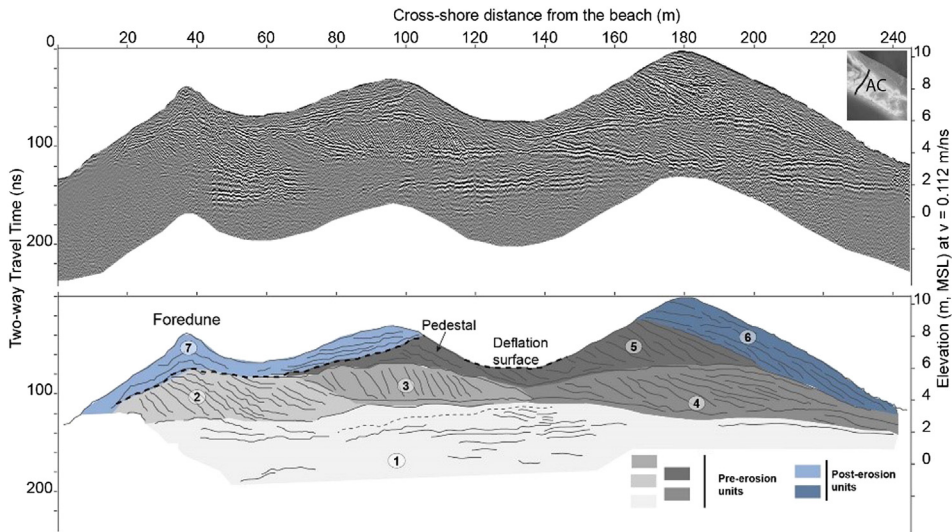 Cross-shore distance from the beach (m)
0 20 40 60 80 100 120 140 160 180 200 220 240
0
100
200
10
8
6
4
2
0
AC
Two-way Travel Time (ns)
Elevation (m, MSL) at v = 0.112 m/ns
Foredune
Pedestal
Deflation
surface
7
2
3
5
6
4
1
100
200
10
8
6
4
2
0
Pre-erosion
units
Post-erosion
units